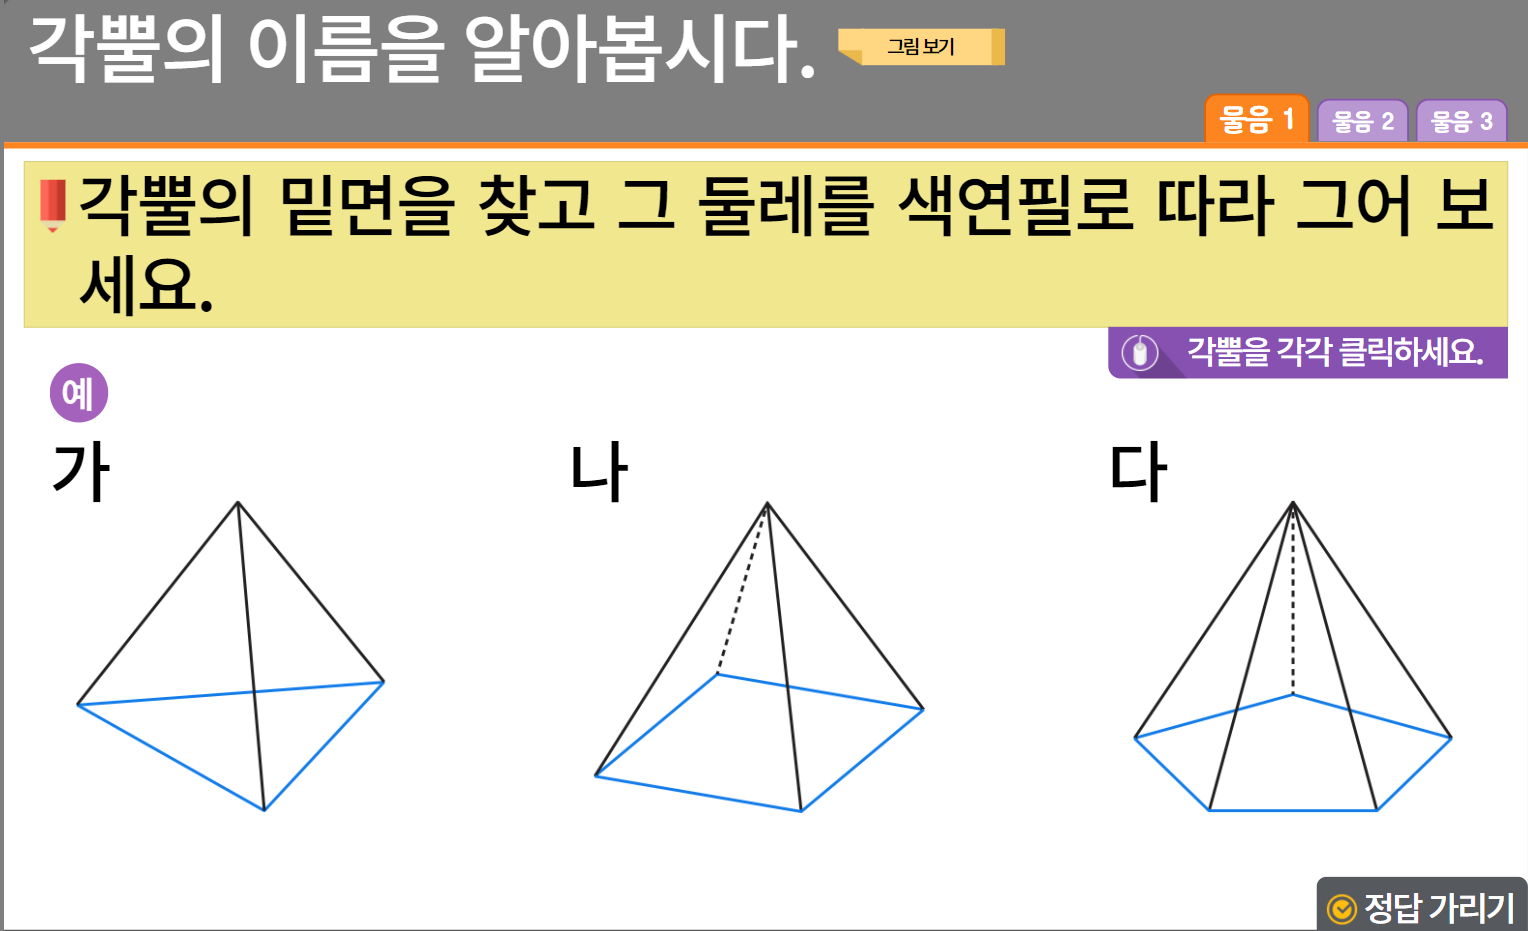 각뿔의 이름을 알아봅시다.
그림 보기
물음 1
물음 2
물음 3
각뿔의 밑면을 찾고 그 둘레를 색연필로 따라 그어 보
세요.
각뿔을 각각 클릭하세요.
예
가
나
다
정답 가리기